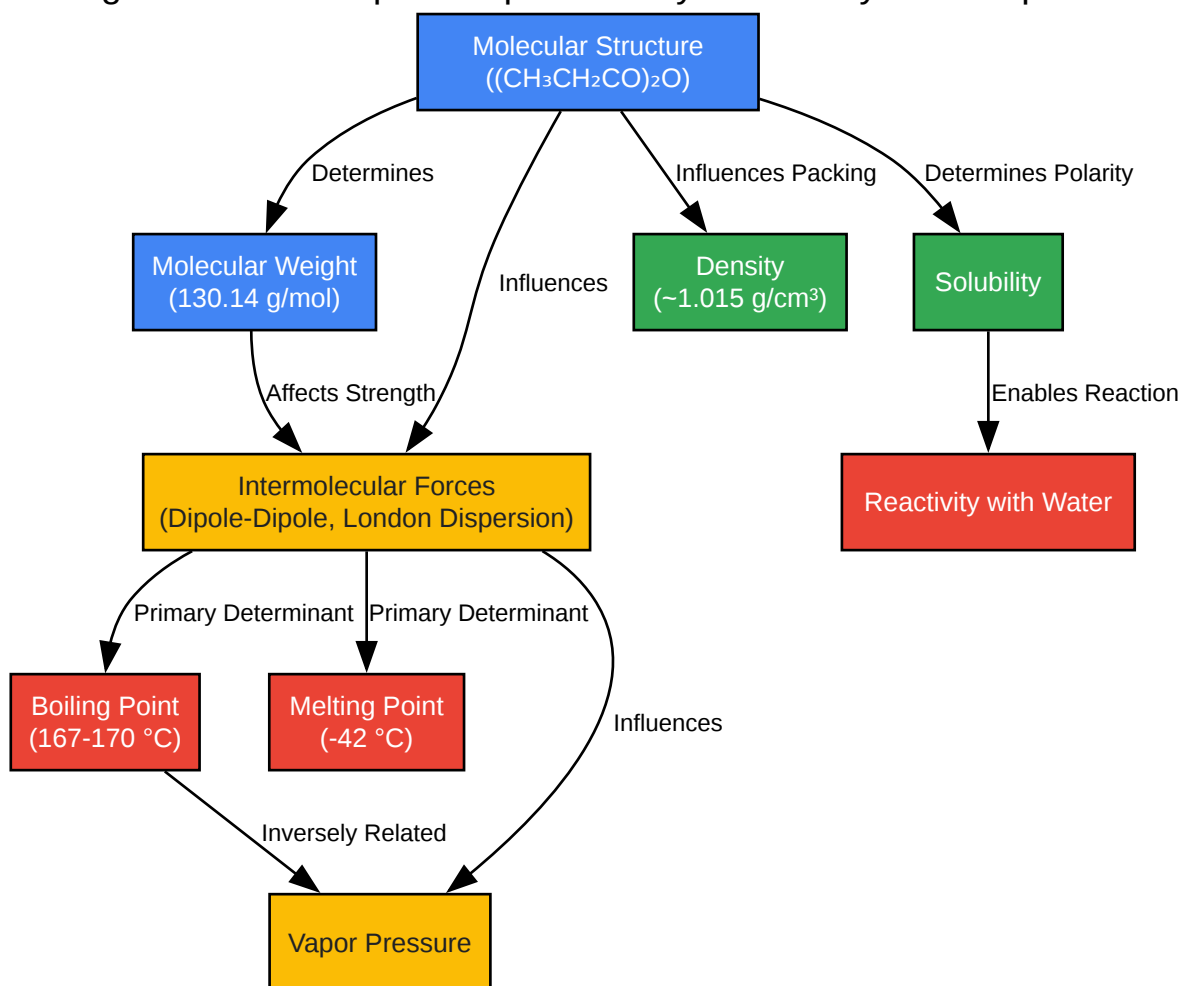 Molecular Structure
((CH₃CH₂CO)₂O)
Determines
Influences Packing
Determines Polarity
Molecular Weight
(130.14 g/mol)
Influences
Density
(~1.015 g/cm³)
Solubility
Affects Strength
Enables Reaction
Intermolecular Forces
(Dipole-Dipole, London Dispersion)
Reactivity with Water
Primary Determinant
Primary Determinant
Boiling Point
(167-170 °C)
Melting Point
(-42 °C)
Influences
Inversely Related
Vapor Pressure